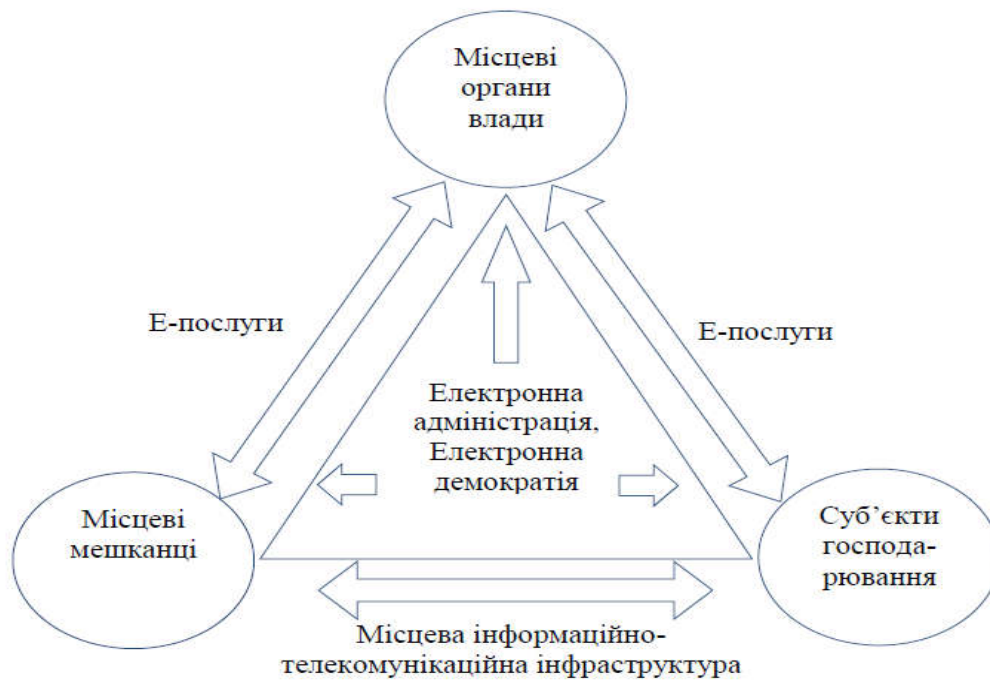 Місцеві
органи
влади
Е-послуги
Е-послуги
Електронна
адміністрація,
Електронна
демократія
Місцеві
мешканці
Суб’єкти
господа-
рювання
Місцева інформаційно-
телекомунікаційна інфраструктура